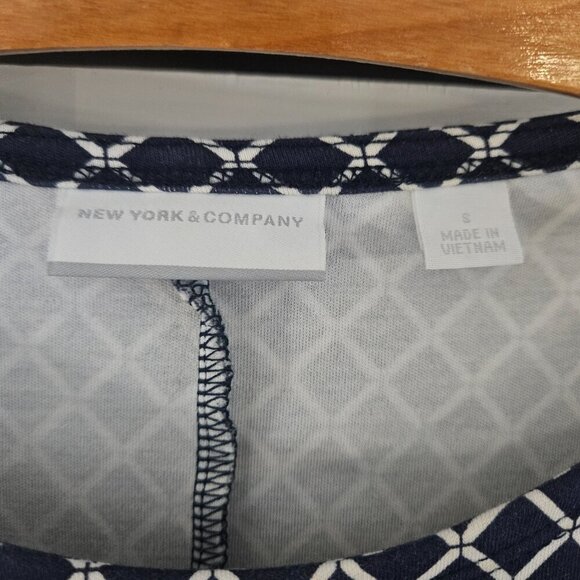 NEW YORK & COMPANY
S
MADE IN
VIETNAM